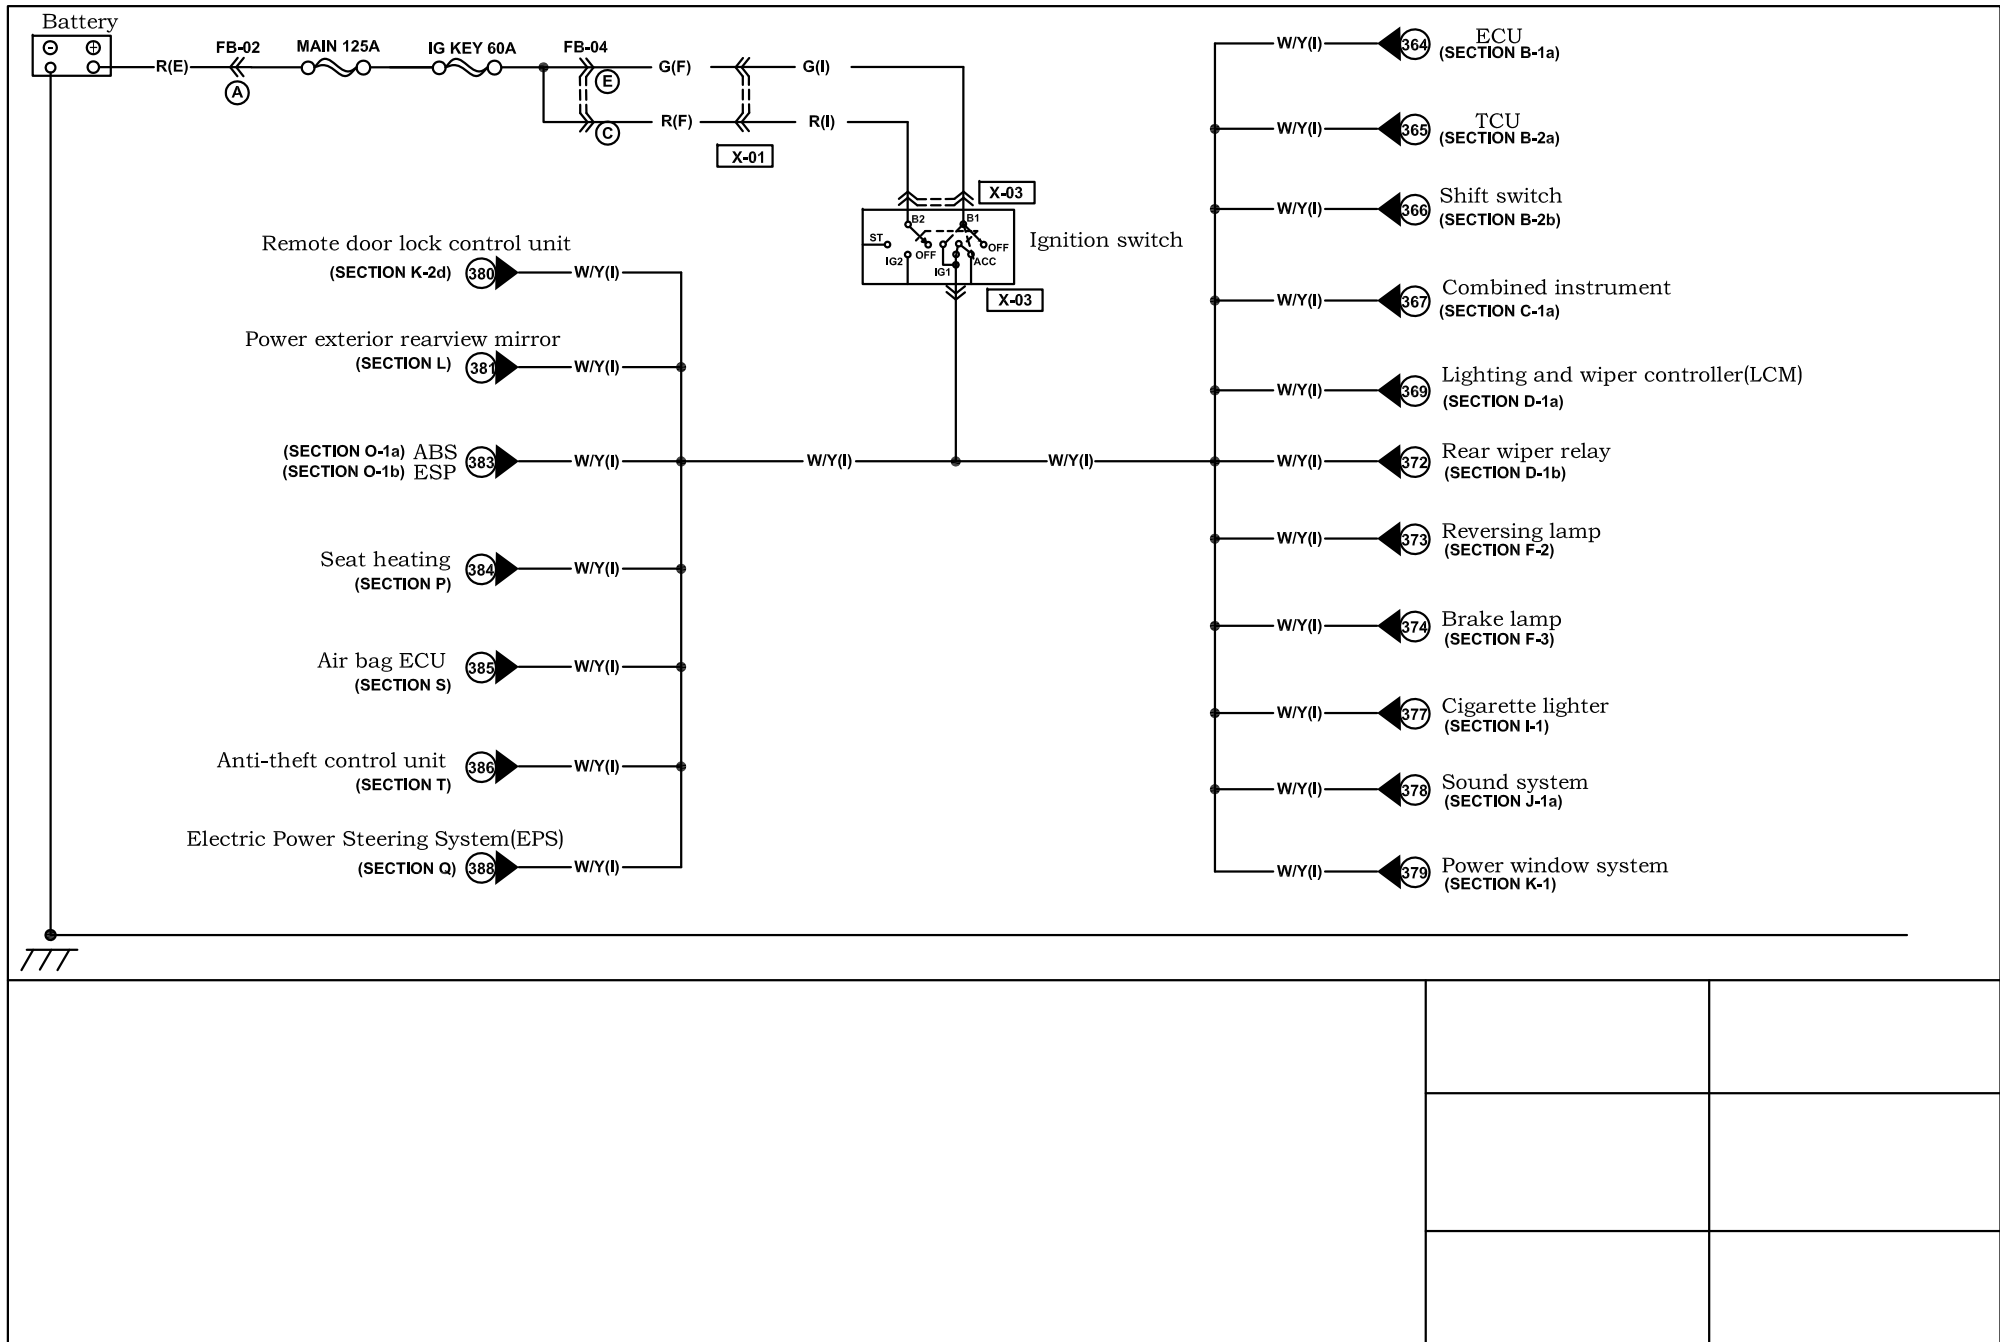 Battery
FB-02 MAIN 125A IG KEY 60A FB-04
R(E) G(F) G(I)
A E
R(F) R(I)
C
X-01
X-03
B2 B1
ST OFF OFF
IG2 IG1 ACC
Ignition switch
X-03
Remote door lock control unit
(SECTION K-2d) 380 W/Y(I)
Power exterior rearview mirror
(SECTION L) 381 W/Y(I)
(SECTION O-1a) ABS
(SECTION O-1b) ESP
383 W/Y(I) W/Y(I) W/Y(I)
Seat heating
(SECTION P) 384 W/Y(I)
Air bag ECU
(SECTION S) 385 W/Y(I)
Anti-theft control unit
(SECTION T) 386 W/Y(I)
Electric Power Steering System(EPS)
(SECTION Q) 388 W/Y(I)
W/Y(I) 364 ECU
(SECTION B-1a)
W/Y(I) 365 TCU
(SECTION B-2a)
W/Y(I) 366 Shift switch
(SECTION B-2b)
W/Y(I) 367 Combined instrument
(SECTION C-1a)
W/Y(I) 369 Lighting and wiper controller(LCM)
(SECTION D-1a)
W/Y(I) 372 Rear wiper relay
(SECTION D-1b)
W/Y(I) 373 Reversing lamp
(SECTION F-2)
W/Y(I) 374 Brake lamp
(SECTION F-3)
W/Y(I) 377 Cigarette lighter
(SECTION I-1)
W/Y(I) 378 Sound system
(SECTION J-1a)
W/Y(I) 379 Power window system
(SECTION K-1)